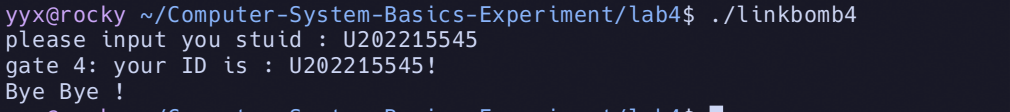 yyx@rocky ~/Computer-System-Basics-Experiment/lab4$ ./linkbomb4
please input you stuid : U202215545
gate 4: your ID is : U202215545!
Bye Bye !